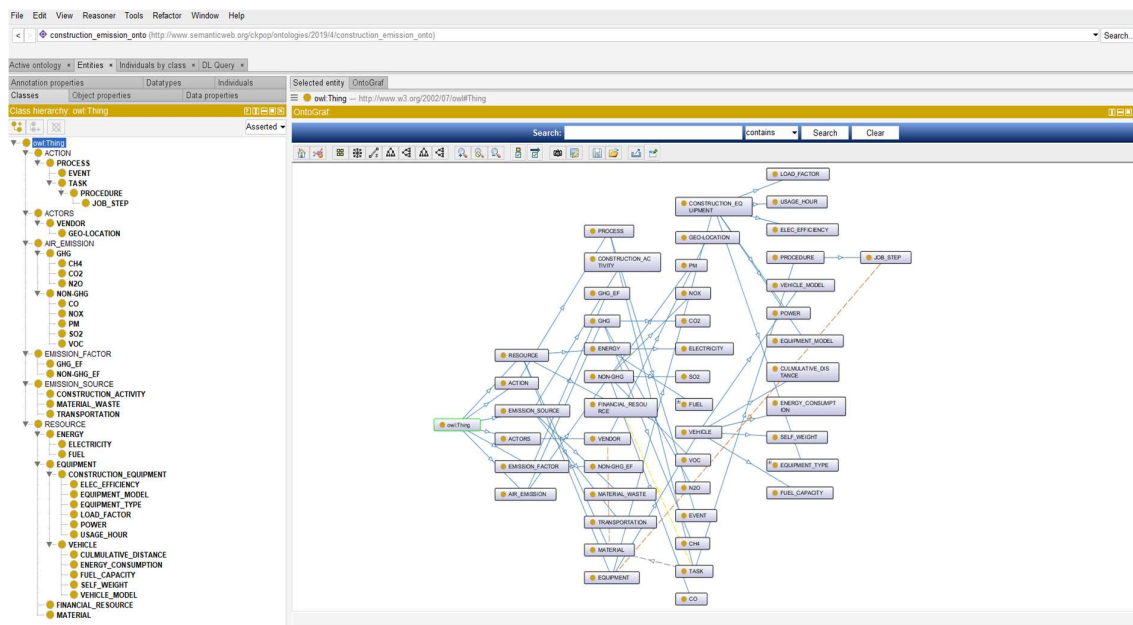 File Edit View Reasoner Tools Refactor Window Help
< > construction_emission_onto (http://www.semanticweb.org/ckpop/ontologies/2019/4/construction_emission_onto) Search...
Active ontology × Entities × Individuals by class × DL Query ×
Annotation properties Datatypes Individuals
Classes Object properties Data properties
Class hierarchy: owl:Thing
Asserted
owl:Thing
ACTION
PROCESS
EVENT
TASK
PROCEDURE
JOB_STEP
ACTORS
VENDOR
GEO-LOCATION
AIR_EMISSION
GHG
CH4
CO2
N2O
NON-GHG
CO
NOX
PM
SO2
VOC
EMISSION_FACTOR
GHG_EF
NON-GHG_EF
EMISSION_SOURCE
CONSTRUCTION_ACTIVITY
MATERIAL_WASTE
TRANSPORTATION
RESOURCE
ENERGY
ELECTRICITY
FUEL
EQUIPMENT
CONSTRUCTION_EQUIPMENT
ELEC_EFFICIENCY
EQUIPMENT_MODEL
EQUIPMENT_TYPE
LOAD_FACTOR
POWER
USAGE_HOUR
VEHICLE
CULMULATIVE_DISTANCE
ENERGY_CONSUMPTION
FUEL_CAPACITY
SELF_WEIGHT
VEHICLE_MODEL
FINANCIAL_RESOURCE
MATERIAL
Selected entity OntoGraf
owl:Thing — http://www.w3.org/2002/07/owl#Thing
OntoGraf
Search: contains Search Clear
owl:Thing
RESOURCE
ACTION
EMISSION_SOURCE
ACTORS
EMISSION_FACTOR
AIR_EMISSION
PROCESS
CONSTRUCTION_AC
TIVITY
GHG_EF
GHG
ENERGY
NON-GHG
FINANCIAL_RESOU
RCE
VENDOR
NON-GHG_EF
MATERIAL_WASTE
TRANSPORTATION
MATERIAL
EQUIPMENT
CONSTRUCTION_EQ
UIPMENT
GEO-LOCATION
PM
NOX
CO2
ELECTRICITY
SO2
FUEL
VEHICLE
VOC
N2O
EVENT
CH4
TASK
CO
LOAD_FACTOR
USAGE_HOUR
ELEC_EFFICIENCY
PROCEDURE
VEHICLE_MODEL
POWER
EQUIPMENT_MODEL
CULMULATIVE_DIS
TANCE
ENERGY_CONSUMPT
ION
SELF_WEIGHT
EQUIPMENT_TYPE
FUEL_CAPACITY
JOB_STEP